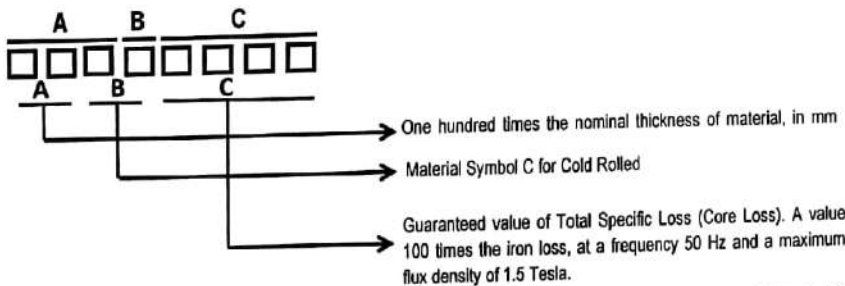 A B C
A B C
One hundred times the nominal thickness of material, in mm
Material Symbol C for Cold Rolled
Guaranteed value of Total Specific Loss (Core Loss). A value
100 times the iron loss, at a frequency 50 Hz and a maximum
flux density of 1.5 Tesla.